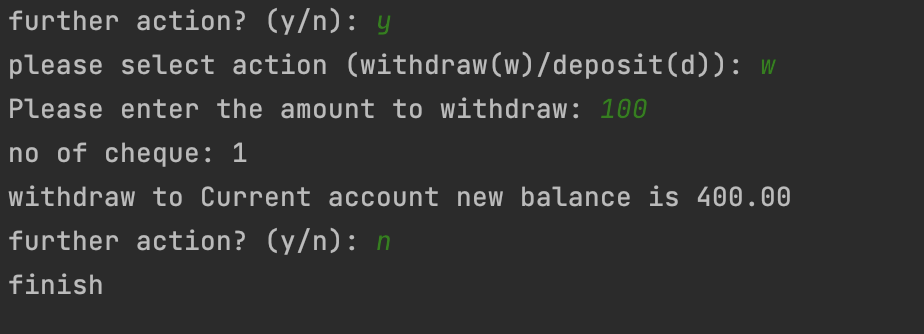 further action? (y/n): y
please select action (withdraw(w)/deposit(d)): w
Please enter the amount to withdraw: 100
no of cheque: 1
withdraw to Current account new balance is 400.00
further action? (y/n): n
finish